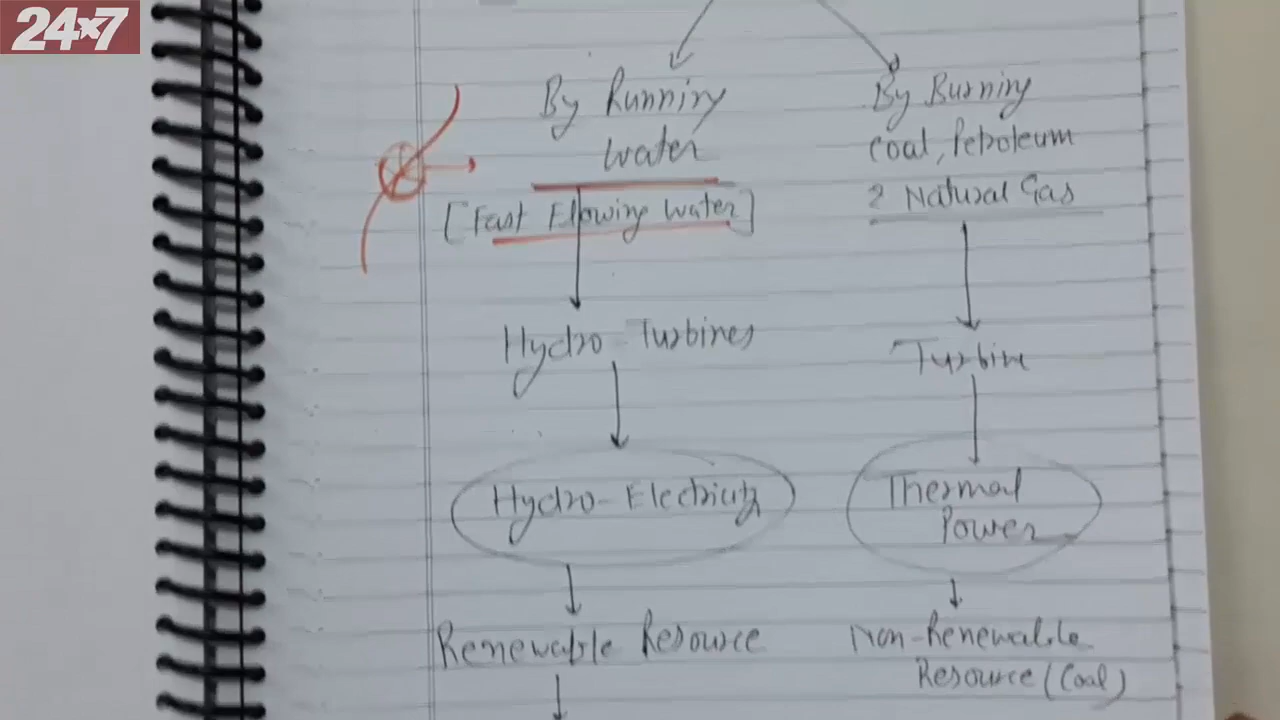 24x7
By Running
water
[Fast Flowing water]
Hydro Turbines
Hydro-Electricity
Renewable Resource
By Burning
Coal, Petroleum
& Natural Gas
Turbine
Thermal
Power
Non-Renewable
Resource (Coal)